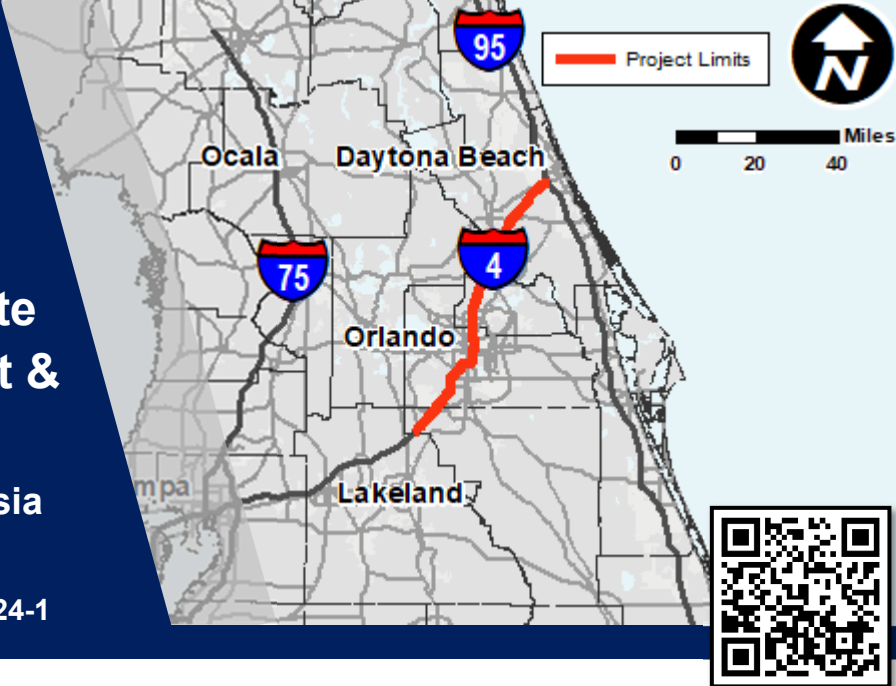 95
Project Limits
N
Miles
0 20 40
Ocala
Daytona Beach
75
4
te
Orlando
t &
mpa
Lakeland
sia
24-1